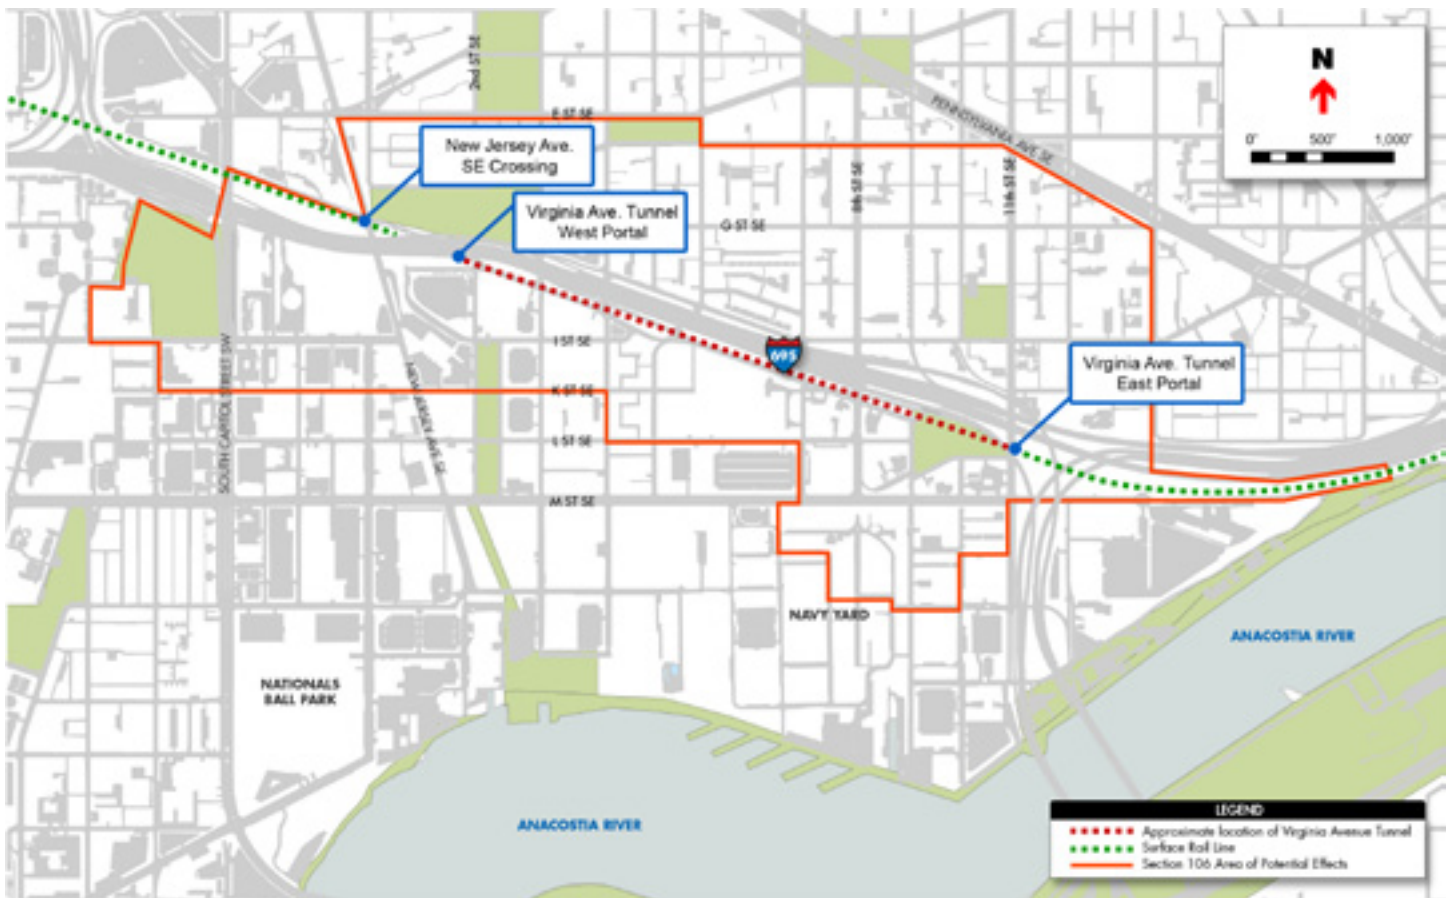 2nd ST SE
E ST SE
PENNSYLVANIA AVE SE
N
0'
500'
1,000'
New Jersey Ave.
SE Crossing
Virginia Ave. Tunnel
West Portal
8th ST SE
11th ST SE
G ST SE
I ST SE
695
Virginia Ave. Tunnel
East Portal
SOUTH CAPITOL STREET SW
NEW JERSEY AVE SE
K ST SE
L ST SE
M ST SE
NAVY YARD
ANACOSTIA RIVER
NATIONALS
BALL PARK
ANACOSTIA RIVER
LEGEND
Approximate location of Virginia Avenue Tunnel
Surface Rail Line
Section 106 Area of Potential Effects